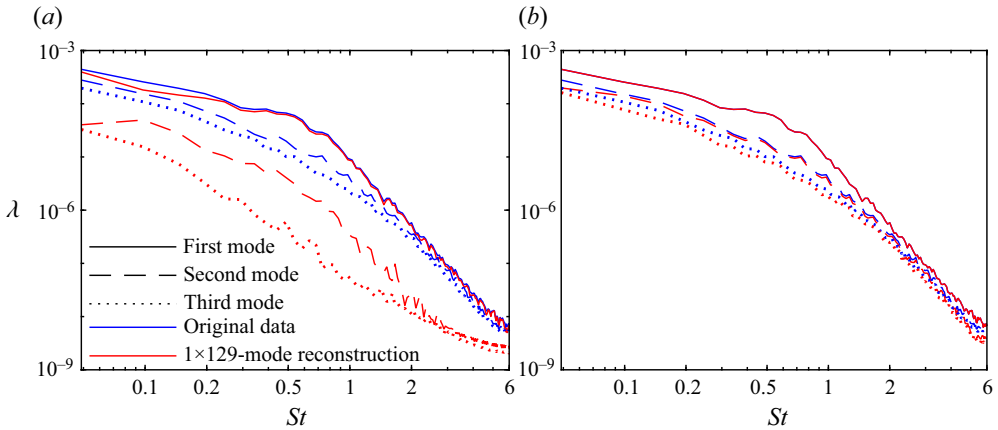 (a) (b)
10⁻³ 10⁻³
10⁻⁶ 10⁻⁶
10⁻⁹ 10⁻⁹
λ
First mode
Second mode
Third mode
Original data
1×129-mode reconstruction
0.1 0.2 0.5 1 2 6
0.1 0.2 0.5 1 2 6
St St